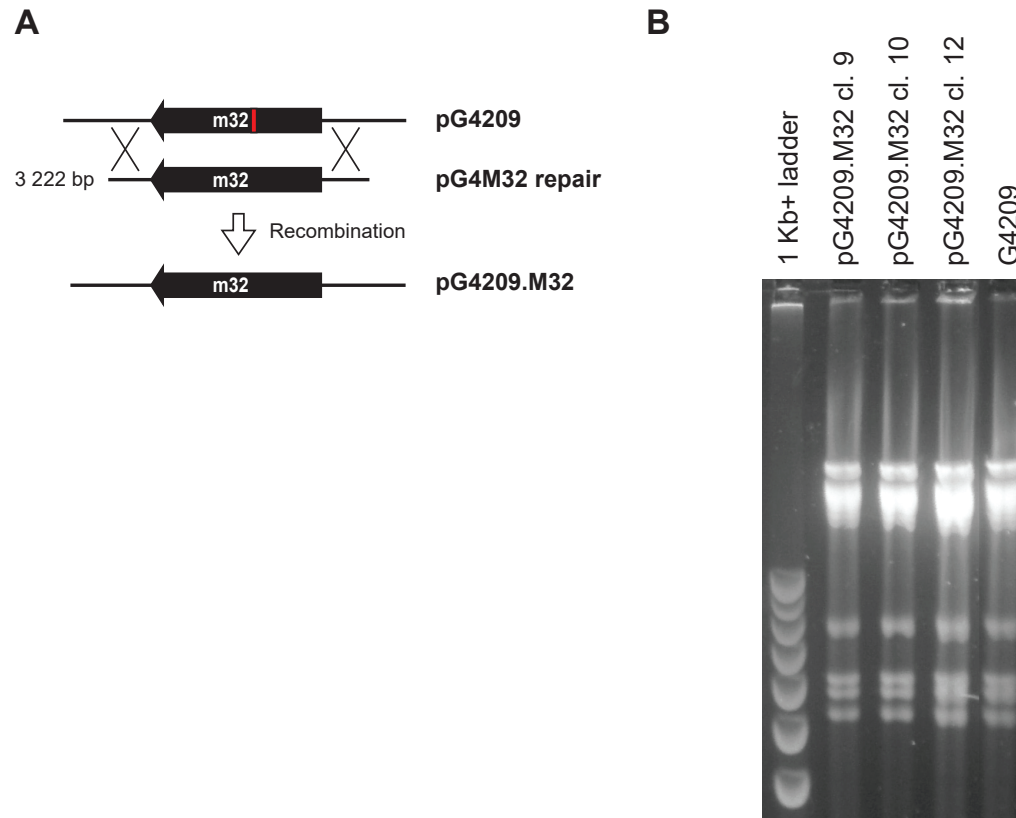 A
m32
pG4209
3 222 bp
m32
pG4M32 repair
Recombination
m32
pG4209.M32
B
1 Kb+ ladder
pG4209.M32 cl. 9
pG4209.M32 cl. 10
pG4209.M32 cl. 12
G4209